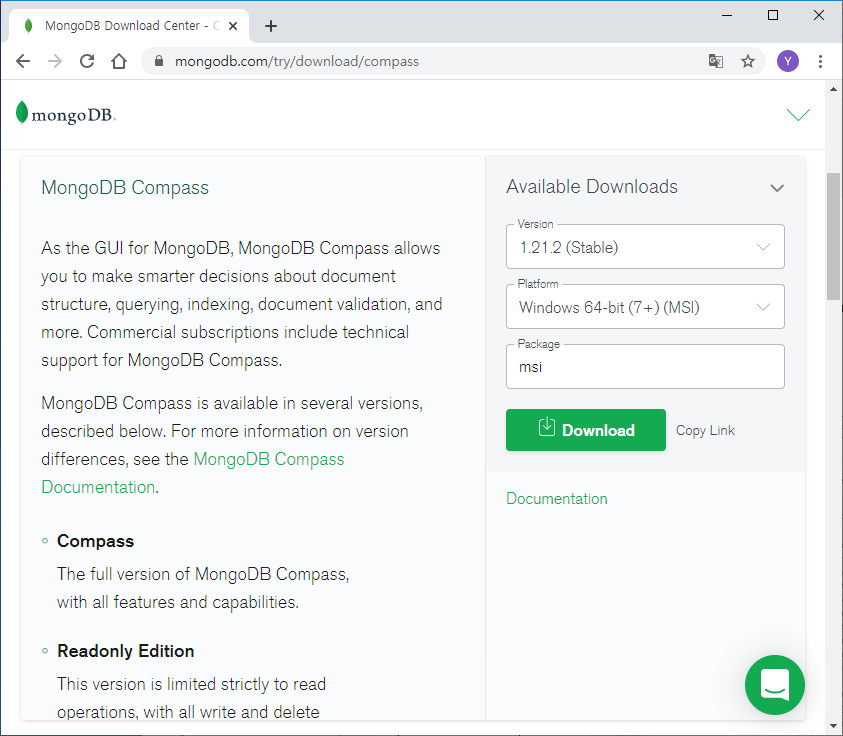 MongoDB Download Center - C
mongodb.com/try/download/compass
Y
mongoDB.
MongoDB Compass
As the GUI for MongoDB, MongoDB Compass allows
you to make smarter decisions about document
structure, querying, indexing, document validation, and
more. Commercial subscriptions include technical
support for MongoDB Compass.
MongoDB Compass is available in several versions,
described below. For more information on version
differences, see the MongoDB Compass
Documentation.
Compass
The full version of MongoDB Compass,
with all features and capabilities.
Readonly Edition
This version is limited strictly to read
operations, with all write and delete
Available Downloads
Version
1.21.2 (Stable)
Platform
Windows 64-bit (7+) (MSI)
Package
msi
Download
Copy Link
Documentation